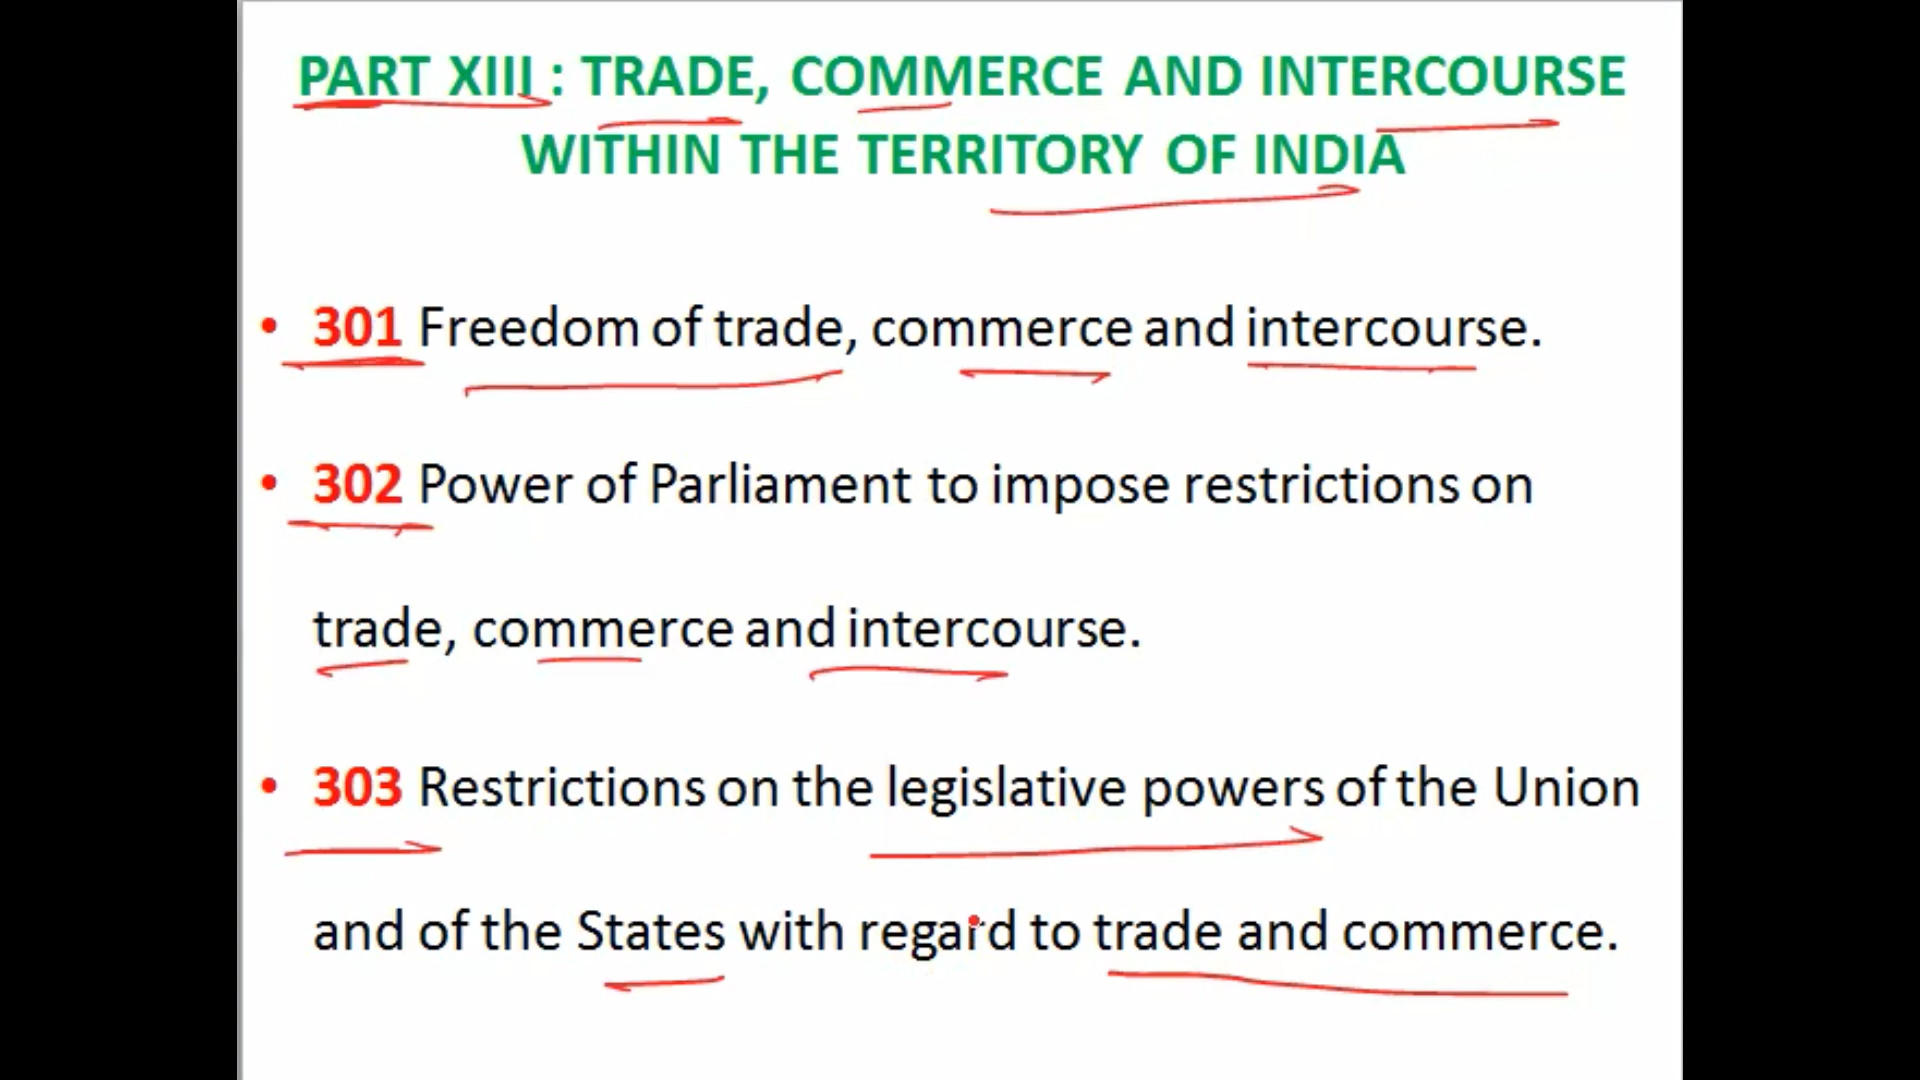 PART XIII : TRADE, COMMERCE AND INTERCOURSE
WITHIN THE TERRITORY OF INDIA
• 301 Freedom of trade, commerce and intercourse.
• 302 Power of Parliament to impose restrictions on
trade, commerce and intercourse.
• 303 Restrictions on the legislative powers of the Union
and of the States with regard to trade and commerce.